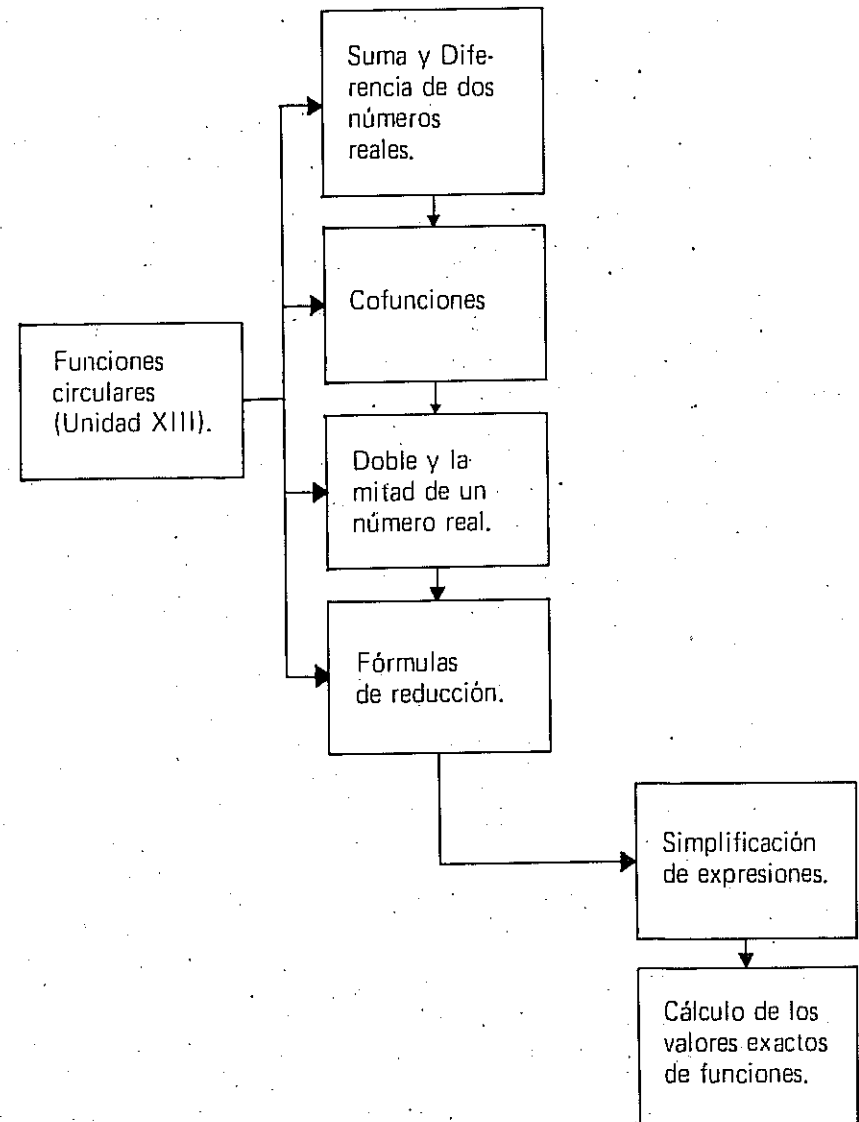 Suma y Dife-
rencia de dos
números
reales.
Cofunciones
Funciones
circulares
(Unidad XIII).
Doble y la
mitad de un
número real.
Fórmulas
de reducción.
Simplificación
de expresiones.
Cálculo de los
valores exactos
de funciones.